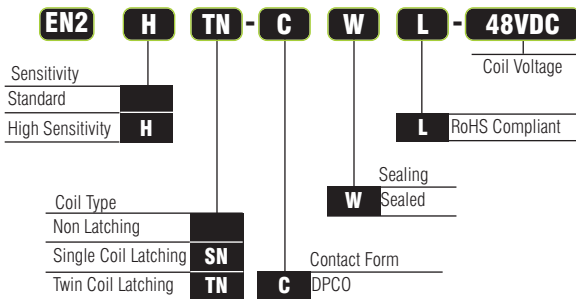 EN2 H TN - C W L - 48VDC
Coil Voltage
Sensitivity
Standard
High Sensitivity H
L RoHS Compliant
Sealing
W Sealed
Coil Type
Non Latching
Single Coil Latching SN
Contact Form
Twin Coil Latching TN
C DPCO